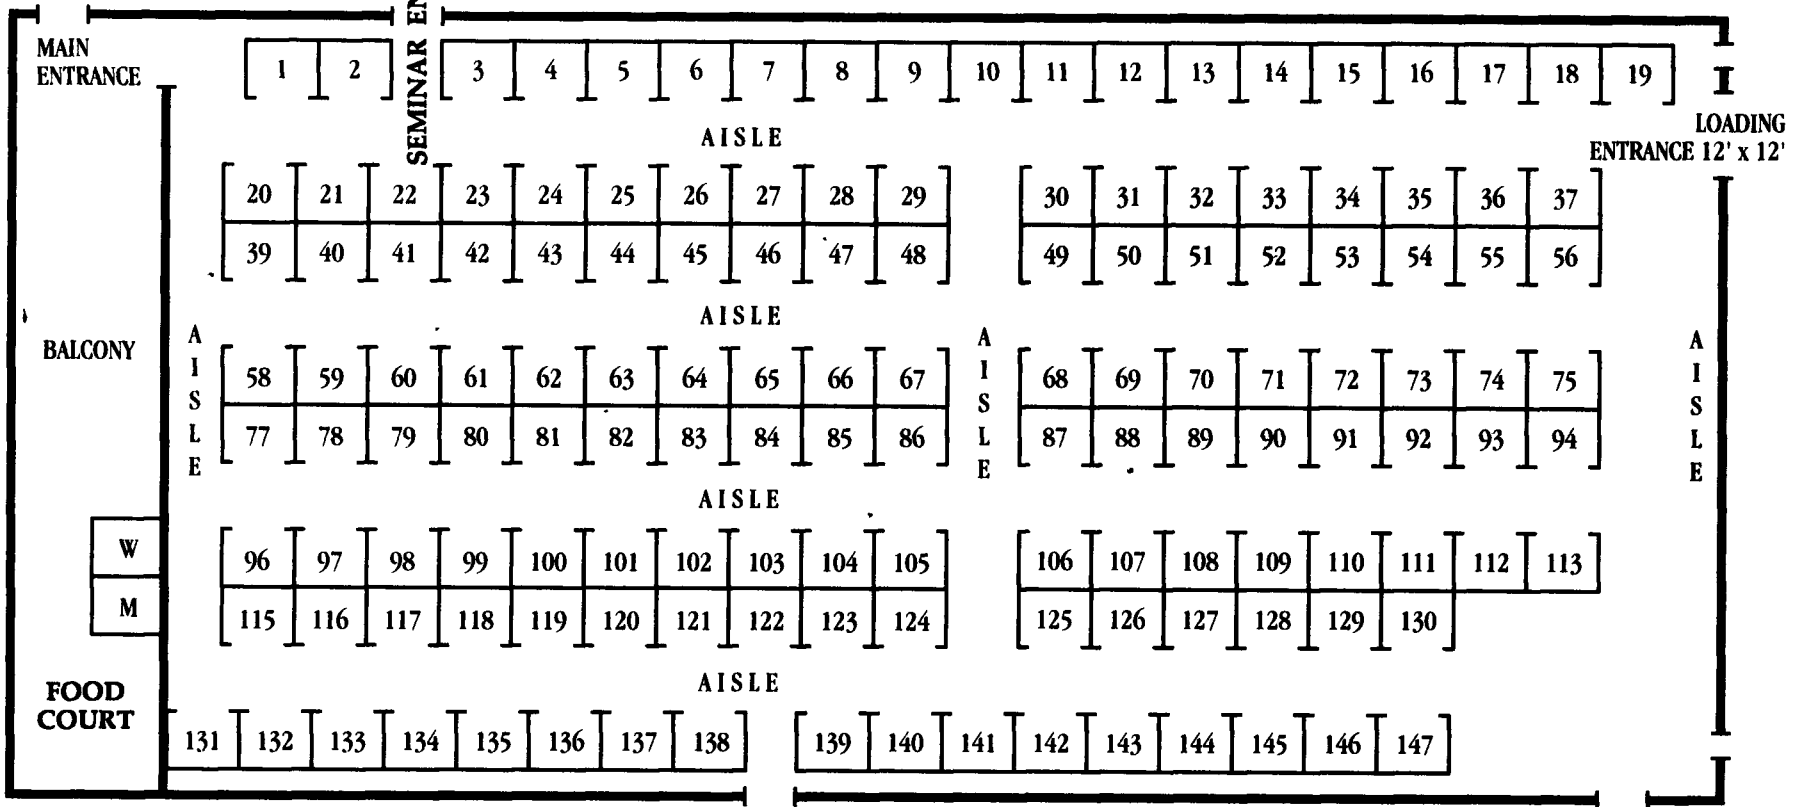 SEMINAR EN
MAIN
ENTRANCE
1 2 3 4 5 6 7 8 9 10 11 12 13 14 15 16 17 18 19
AISLE
LOADING
ENTRANCE 12' x 12'
20 21 22 23 24 25 26 27 28 29 30 31 32 33 34 35 36 37
39 40 41 42 43 44 45 46 47 48 49 50 51 52 53 54 55 56
AISLE
BALCONY
AISLE
AISLE
AISLE
58 59 60 61 62 63 64 65 66 67 68 69 70 71 72 73 74 75
77 78 79 80 81 82 83 84 85 86 87 88 89 90 91 92 93 94
AISLE
W
96 97 98 99 100 101 102 103 104 105 106 107 108 109 110 111 112 113
M
115 116 117 118 119 120 121 122 123 124 125 126 127 128 129 130
AISLE
FOOD
COURT
131 132 133 134 135 136 137 138 139 140 141 142 143 144 145 146 147